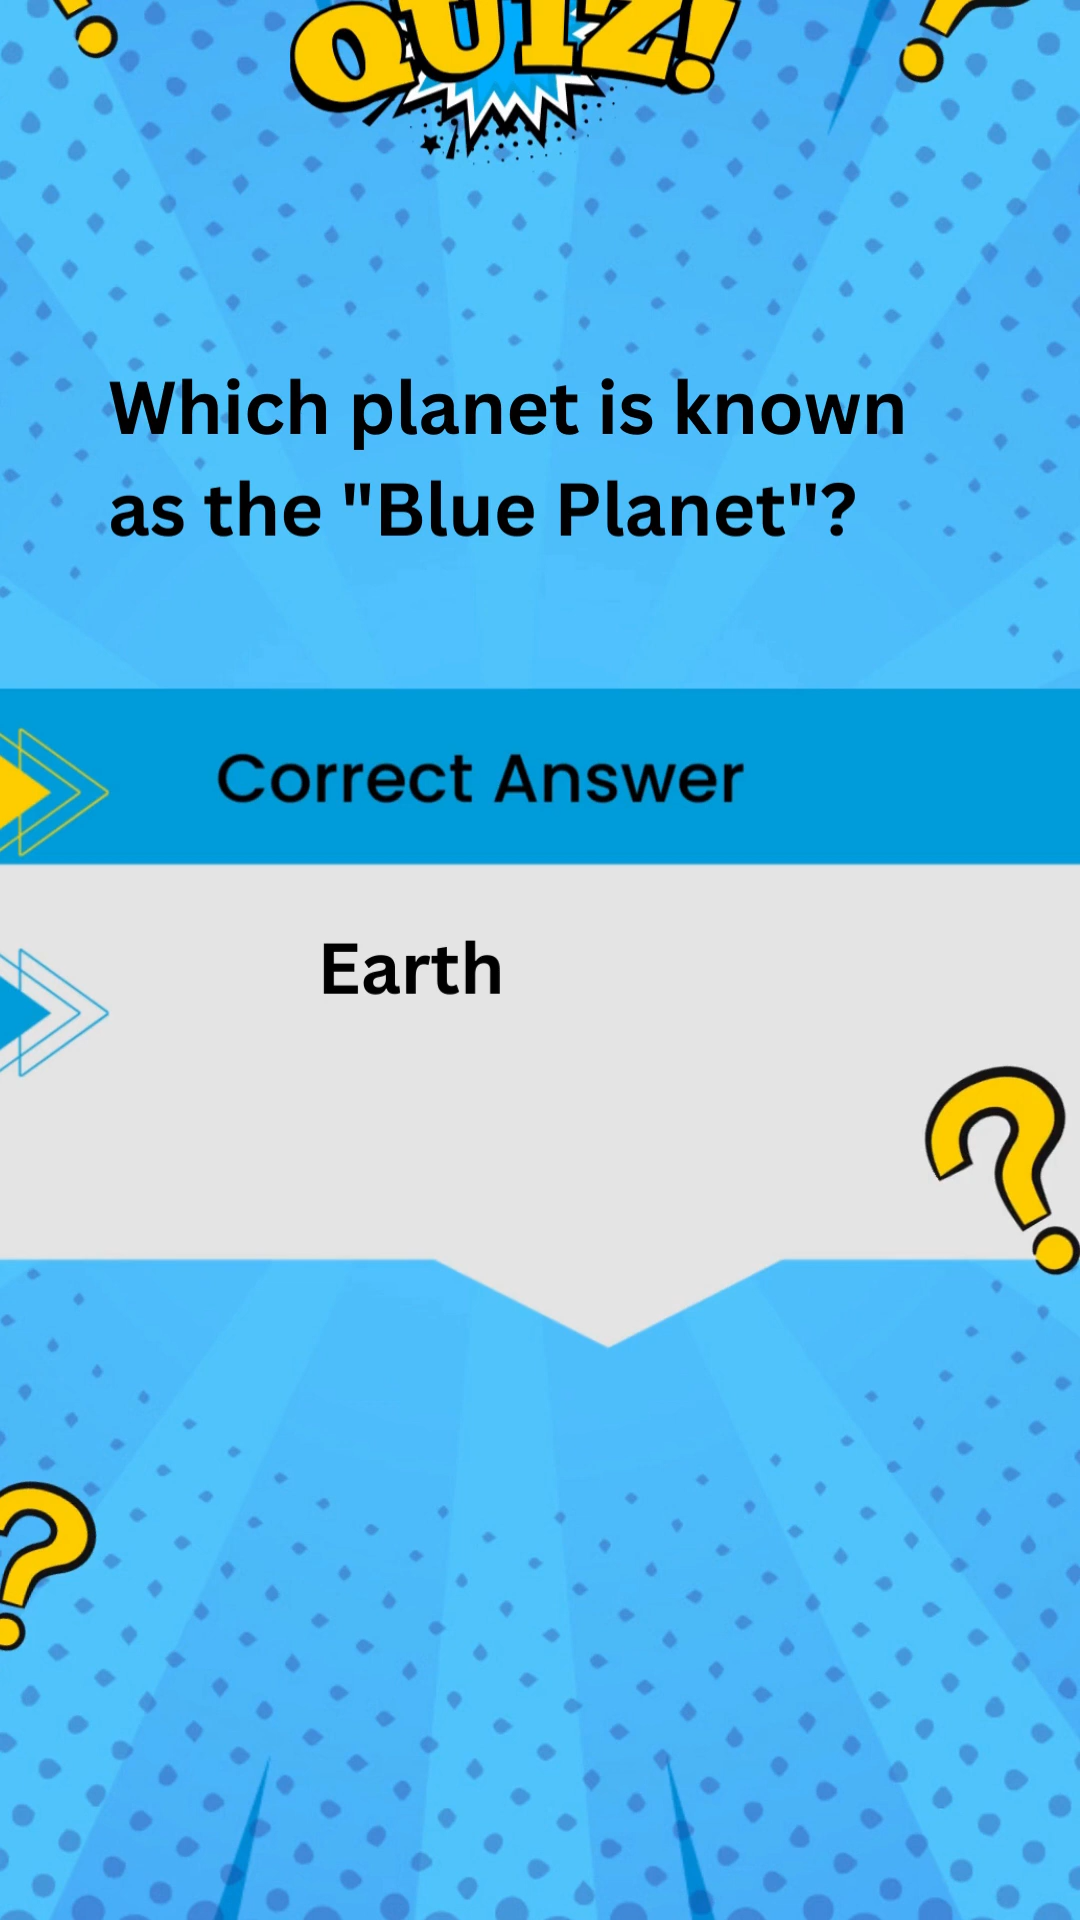 QUIZ!
Which planet is known
as the "Blue Planet"?
Correct Answer
Earth